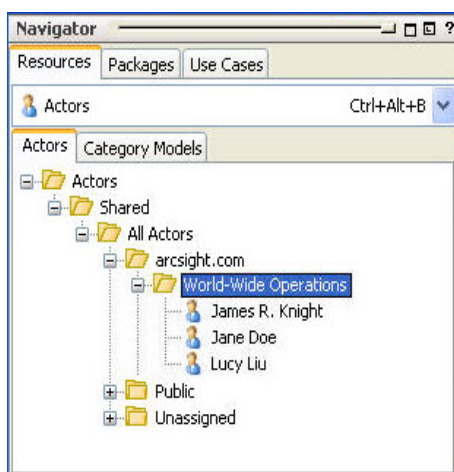 Navigator ?
Resources Packages Use Cases
Actors Ctrl+Alt+B
Actors Category Models
Actors
Shared
All Actors
arcsight.com
World-Wide Operations
James R. Knight
Jane Doe
Lucy Liu
Public
Unassigned